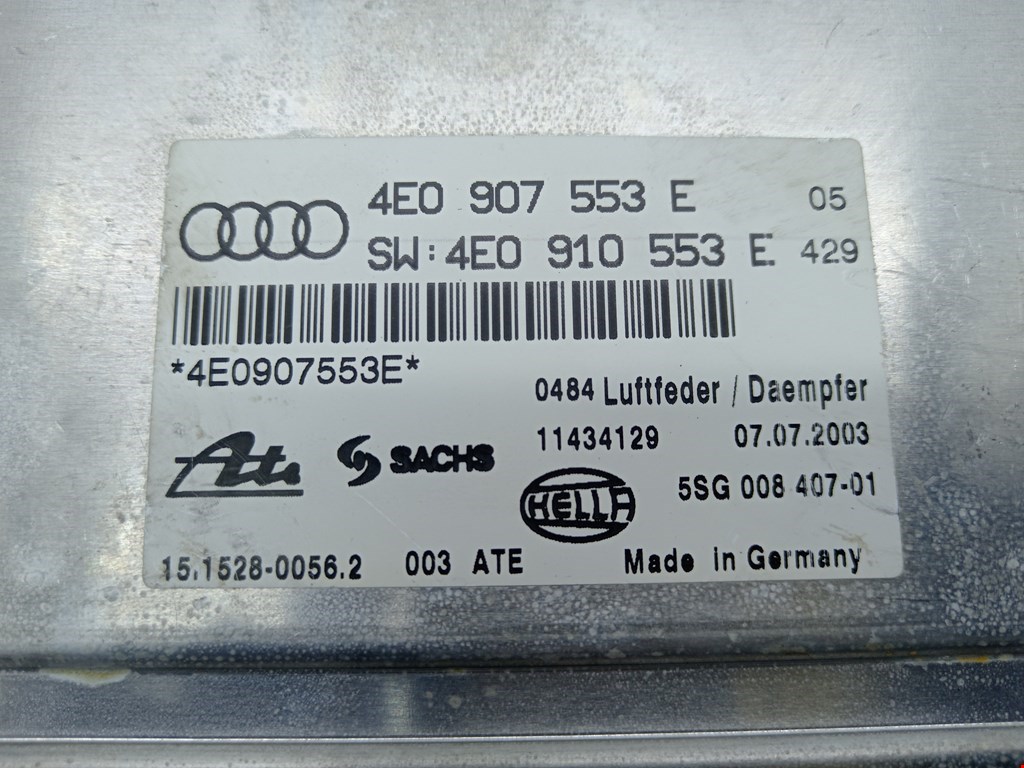 4E0 907 553 E 05
SW:4E0 910 553 E 429
*4E0907553E*
0484 Luftfeder / Daempfer
11434129 07.07.2003
Ate SACHS
HELLA 5SG 008 407-01
15.1528-0056.2 003 ATE Made in Germany